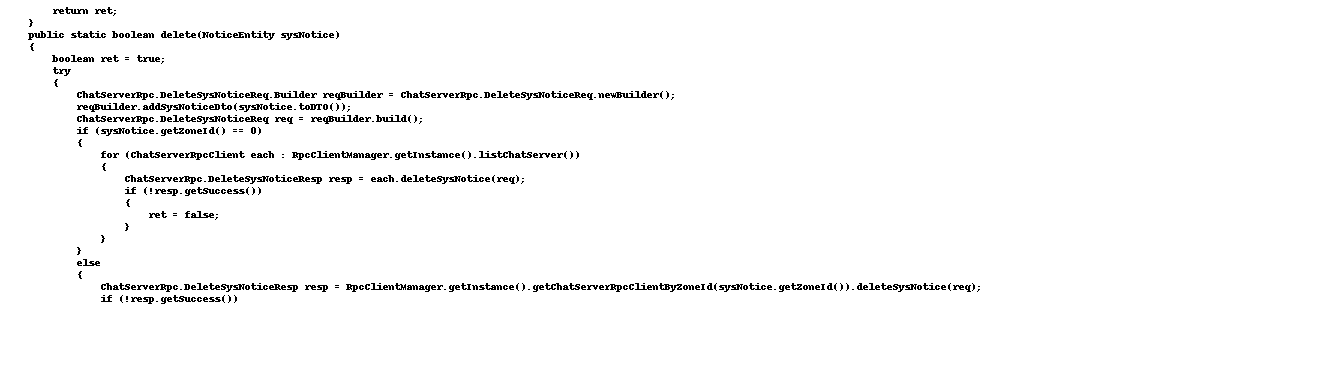 return ret;
}
public static boolean delete(NoticeEntity sysNotice)
{
boolean ret = true;
try
{
ChatServerRpc.DeleteSysNoticeReq.Builder reqBuilder = ChatServerRpc.DeleteSysNoticeReq.newBuilder();
reqBuilder.addSysNoticeDto(sysNotice.toDTO());
ChatServerRpc.DeleteSysNoticeReq req = reqBuilder.build();
if (sysNotice.getZoneId() == 0)
{
for (ChatServerRpcClient each : RpcClientManager.getInstance().listChatServer())
{
ChatServerRpc.DeleteSysNoticeResp resp = each.deleteSysNotice(req);
if (!resp.getSuccess())
{
ret = false;
}
}
}
else
{
ChatServerRpc.DeleteSysNoticeResp resp = RpcClientManager.getInstance().getChatServerRpcClientByZoneId(sysNotice.getZoneId()).deleteSysNotice(req);
if (!resp.getSuccess())